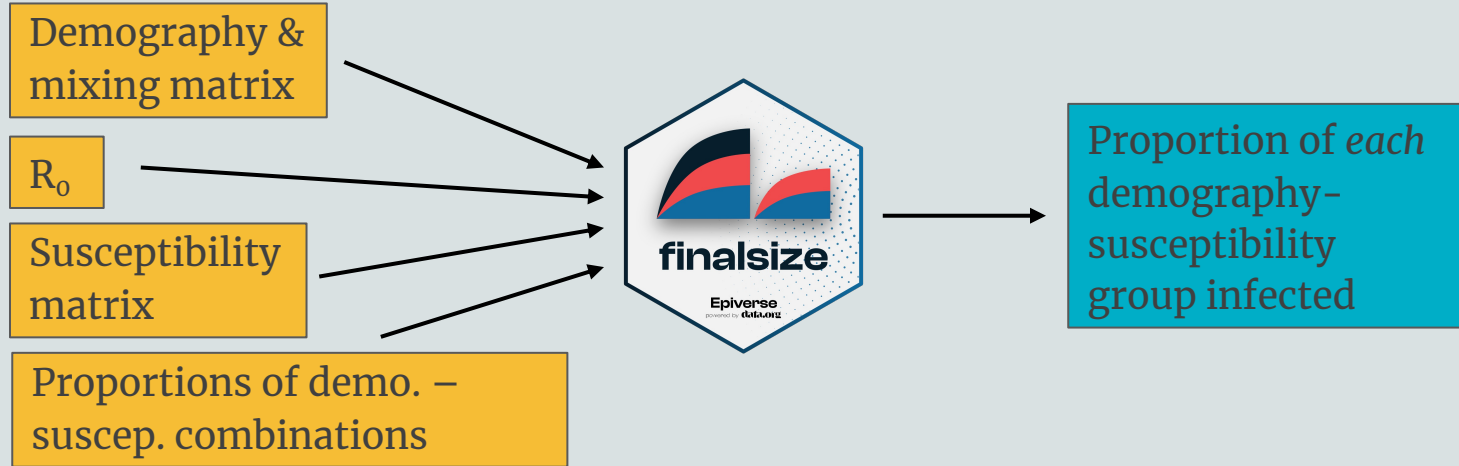 Demography &
mixing matrix
R₀
Susceptibility
matrix
Proportions of demo. –
suscep. combinations
finalsize
Epiverse
powered by data.org
Proportion of each
demography-
susceptibility
group infected